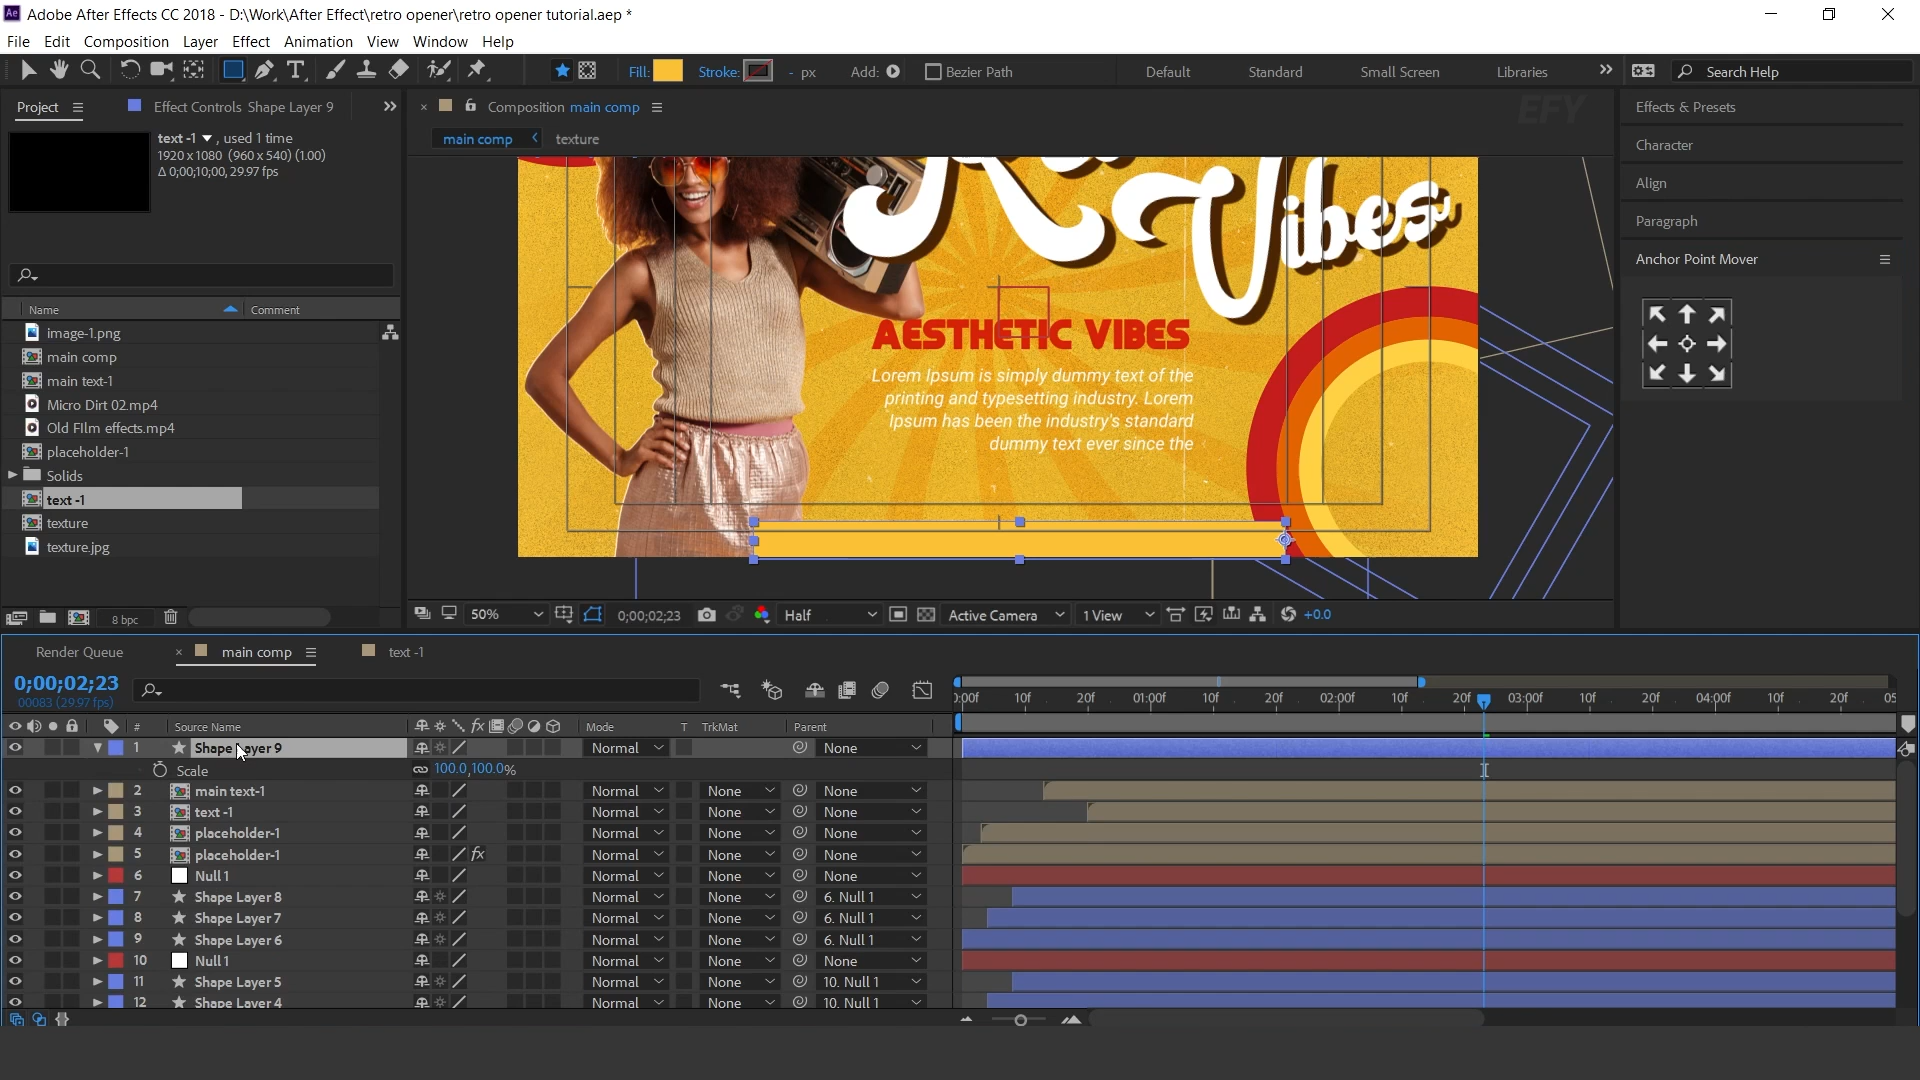 Adobe After Effects CC 2018 - D:\Work\After Effect\retro opener\retro opener tutorial.aep *
File Edit Composition Layer Effect Animation View Window Help
Fill: Stroke: - px Add: Bezier Path Default Standard Small Screen Libraries Search Help
Project Effect Controls Shape Layer 9
Composition main comp
EFY
main comp texture
text -1 , used 1 time
1920 x 1080 (960 x 540) (1.00)
Δ 0;00;10;00, 29.97 fps
Name Comment
image-1.png
main comp
main text-1
Micro Dirt 02.mp4
Old FIlm effects.mp4
placeholder-1
Solids
text -1
texture
texture.jpg
8 bpc
Vibes
AESTHETIC VIBES
Lorem Ipsum is simply dummy text of the
printing and typesetting industry. Lorem
Ipsum has been the industry's standard
dummy text ever since the
50% 0;00;02;23 Half Active Camera 1 View +0.0
Effects & Presets
Character
Align
Paragraph
Anchor Point Mover
Render Queue main comp text -1
0;00;02;23
00083 (29.97 fps)
):00f 10f 20f 01:00f 10f 20f 02:00f 10f 20f 03:00f 10f 20f 04:00f 10f 20f 05
# Source Name fx Mode T TrkMat Parent
1 Shape Layer 9 Normal None
Scale 100.0,100.0%
2 main text-1 Normal None None
3 text -1 Normal None None
4 placeholder-1 Normal None None
5 placeholder-1 fx Normal None None
6 Null 1 Normal None None
7 Shape Layer 8 Normal None 6. Null 1
8 Shape Layer 7 Normal None 6. Null 1
9 Shape Layer 6 Normal None 6. Null 1
10 Null 1 Normal None None
11 Shape Layer 5 Normal None 10. Null 1
12 Shape Layer 4 Normal None 10. Null 1